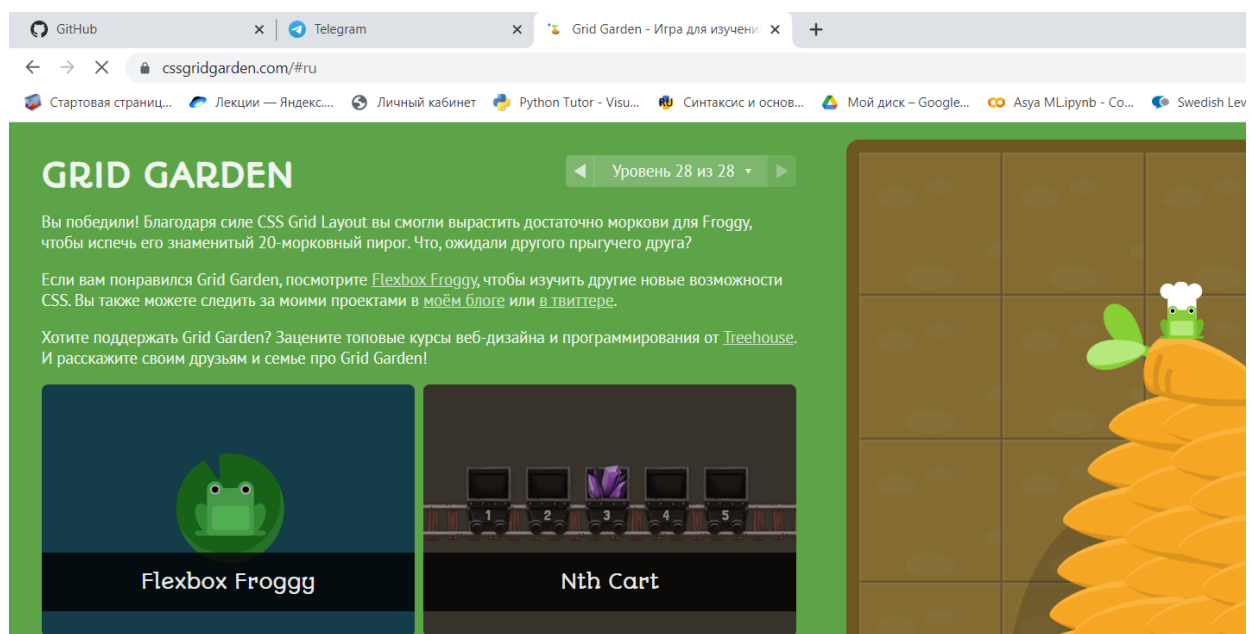 GitHub
Telegram
Grid Garden - Игра для изучени
cssgridgarden.com/#ru
Стартовая страниц...
Лекции — Яндекс....
Личный кабинет
Python Tutor - Visu...
Синтаксис и основ...
Мой диск – Google...
Asya ML.ipynb - Co...
Swedish Lev
GRID GARDEN
Уровень 28 из 28
Вы победили! Благодаря силе CSS Grid Layout вы смогли вырастить достаточно моркови для Froggy,
чтобы испечь его знаменитый 20-морковный пирог. Что, ожидали другого прыгучего друга?
Если вам понравился Grid Garden, посмотрите Flexbox Froggy, чтобы изучить другие новые возможности
CSS. Вы также можете следить за моими проектами в моём блоге или в твиттере.
Хотите поддержать Grid Garden? Зацените топовые курсы веб-дизайна и программирования от Treehouse.
И расскажите своим друзьям и семье про Grid Garden!
1 2 3 4 5
Flexbox Froggy
Nth Cart